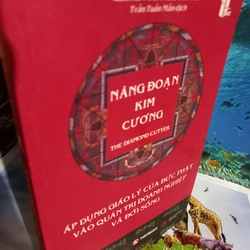 Trần Tuấn Mẫn dịch
NĂNG ĐOẠN
KIM
CƯƠNG
THE DIAMOND CUTTER
ÁP DỤNG GIÁO LÝ CỦA ĐỨC PHẬT
VÀO QUẢN TRỊ DOANH NGHIỆP
VÀ ĐỜI SỐNG